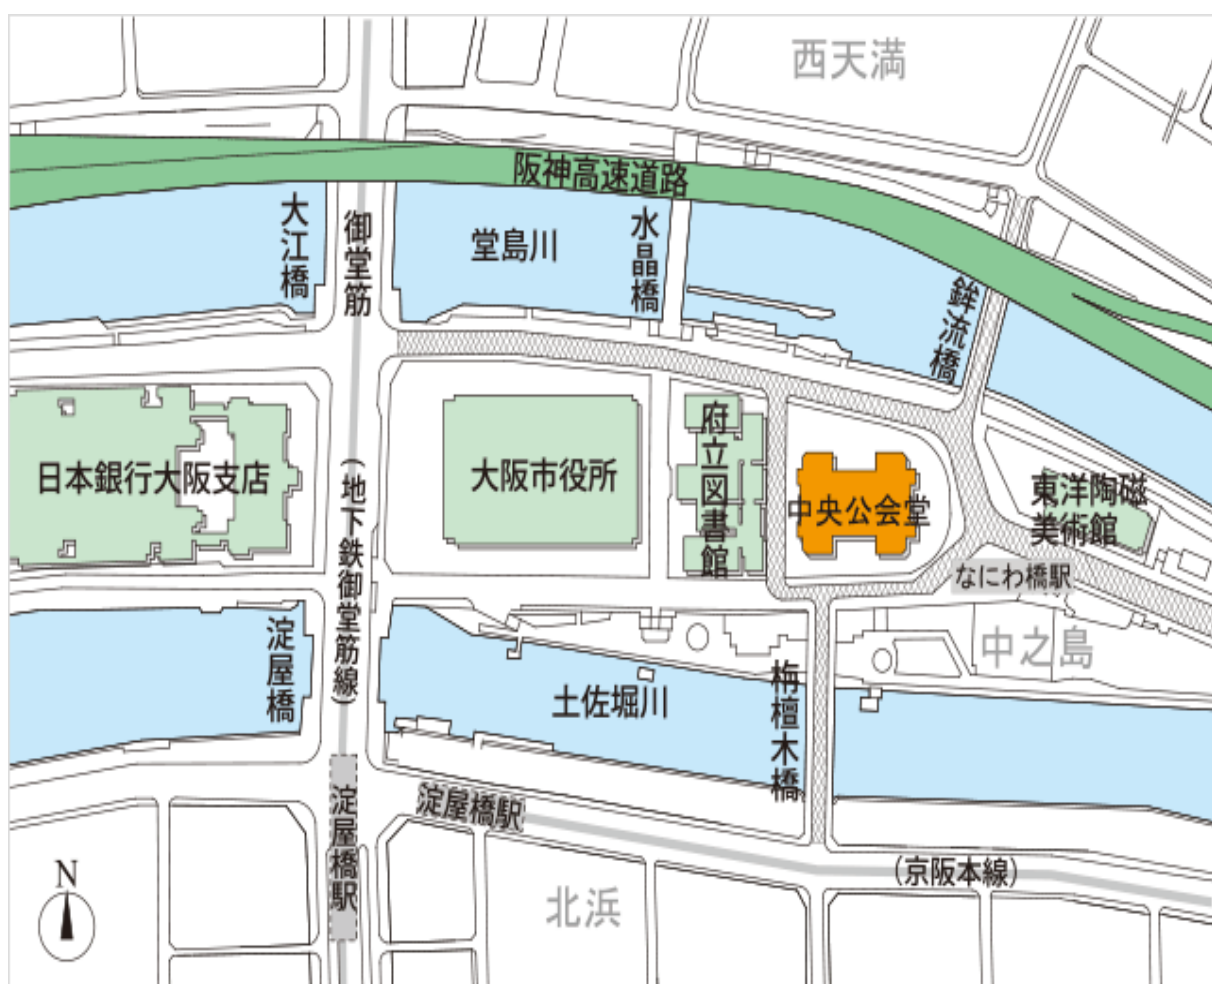 西天満
阪神高速道路
大江橋
御堂筋
堂島川
水晶橋
鉾流橋
日本銀行大阪支店
(地下鉄御堂筋線)
大阪市役所
府立図書館
中央公会堂
東洋陶磁
美術館
なにわ橋駅
中之島
淀屋橋
土佐堀川
栴檀木橋
淀屋橋駅
淀屋橋駅
(京阪本線)
北浜
N